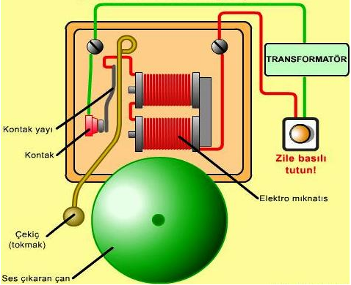 TRANSFORMATÖR
Kontak yayı
Kontak
Zile basılı
tutun!
Elektro mıknatıs
Çekiç
(tokmak)
Ses çıkaran çan